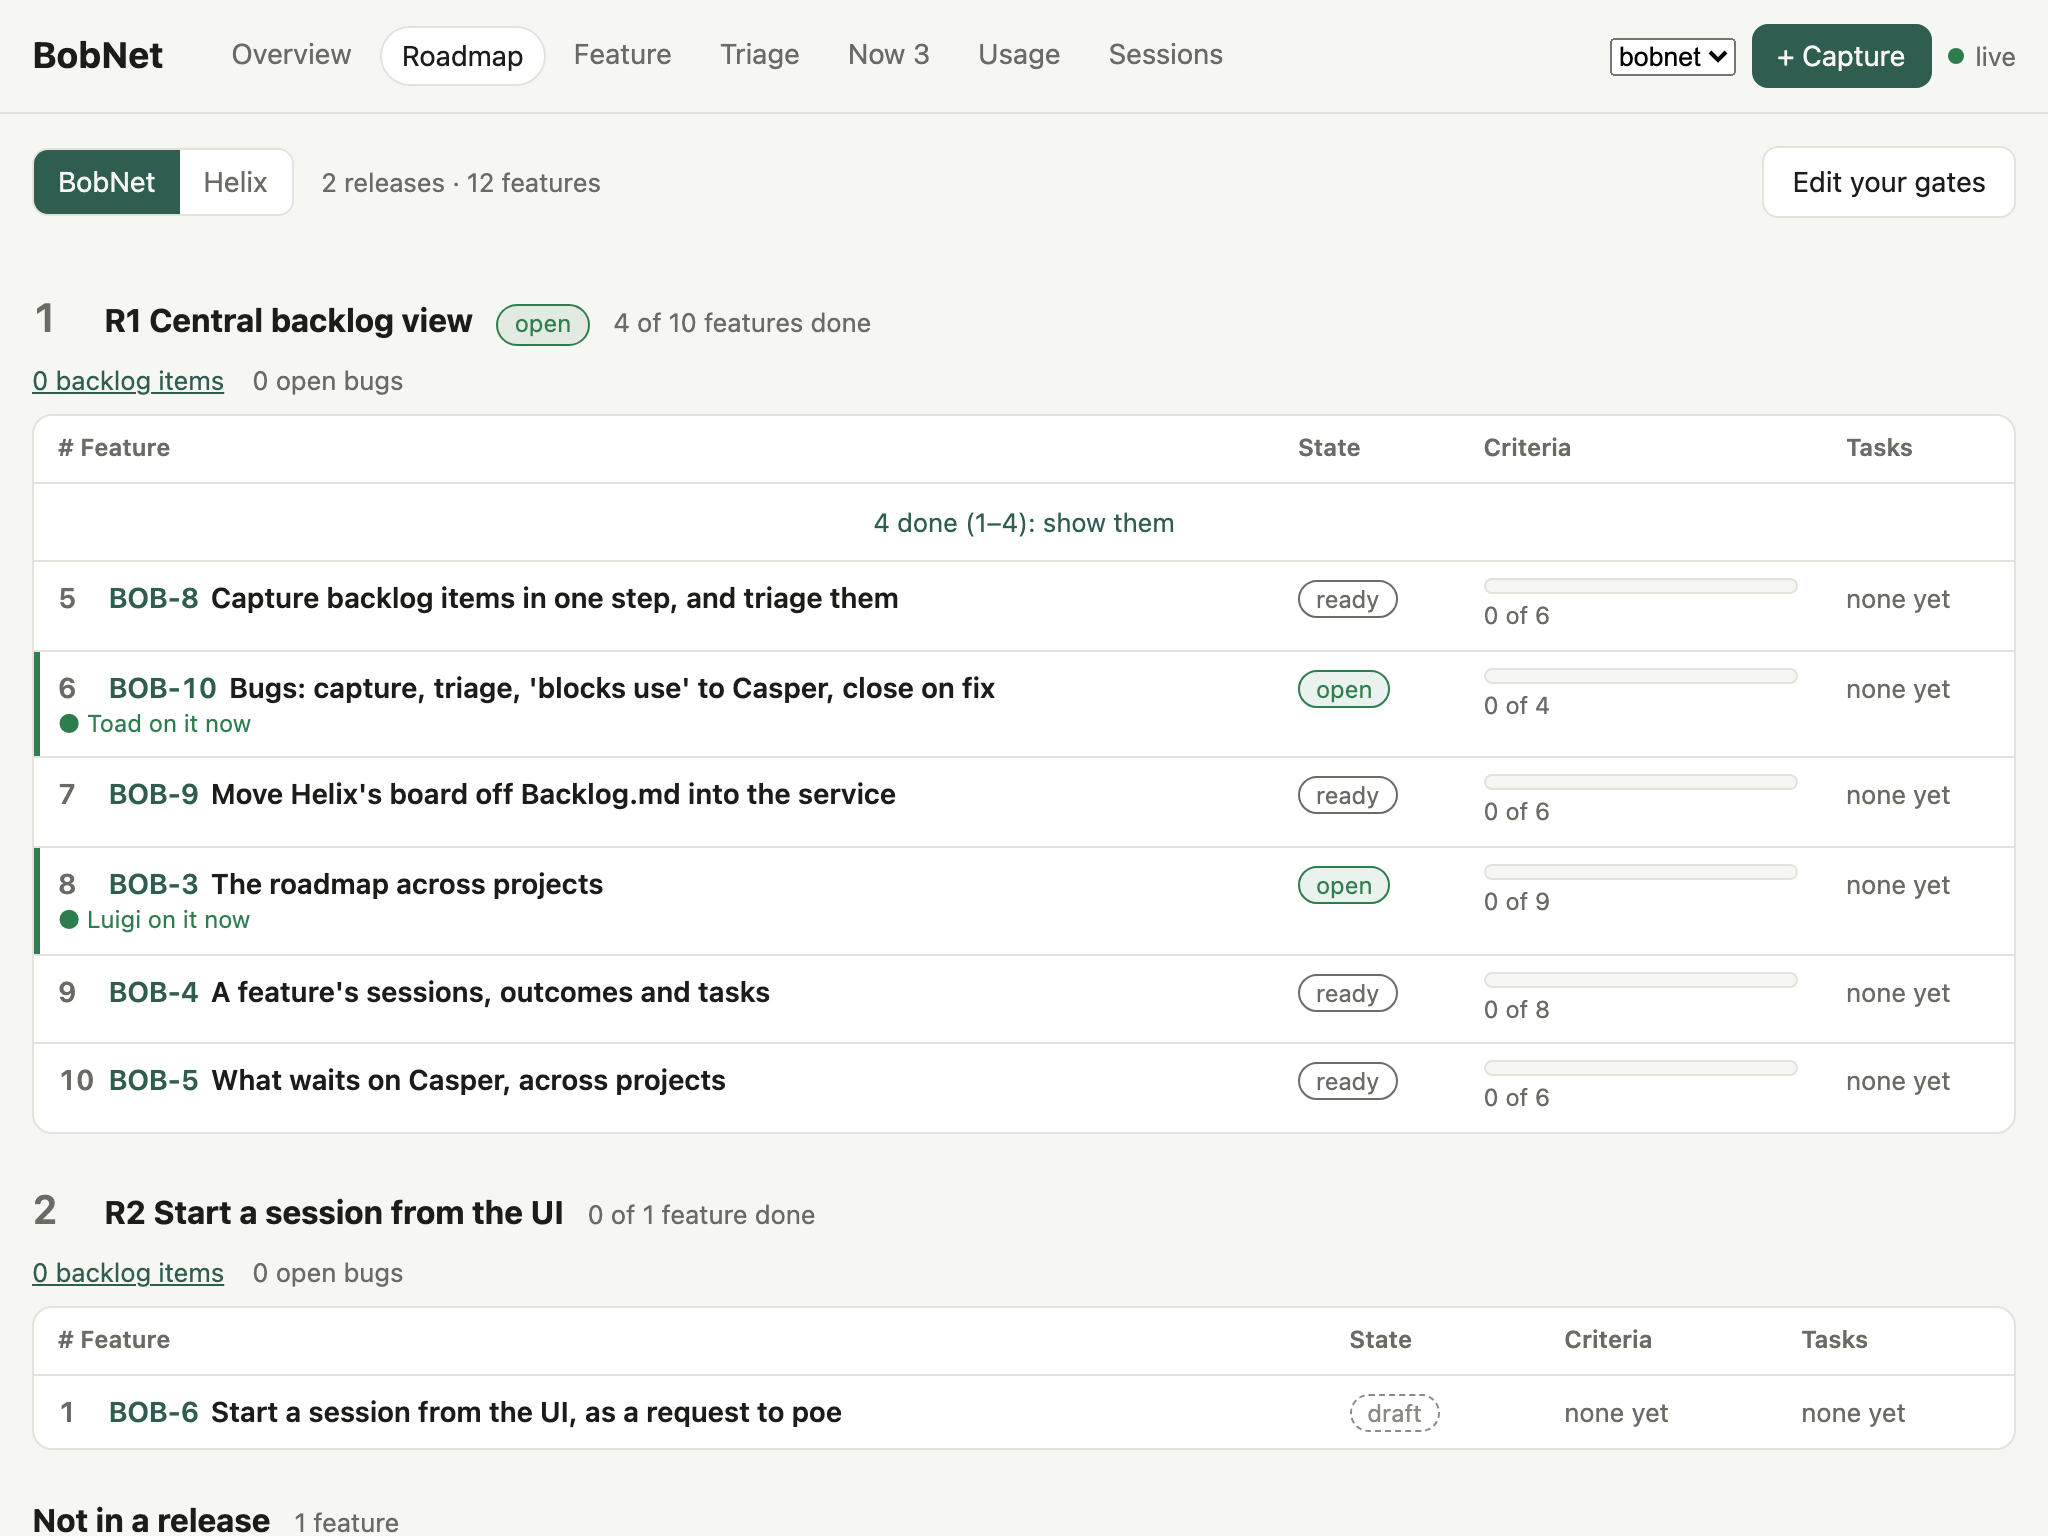 BobNet Overview Roadmap Feature Triage Now 3 Usage Sessions bobnet + Capture live
BobNet Helix 2 releases · 12 features Edit your gates
1 R1 Central backlog view open 4 of 10 features done
0 backlog items 0 open bugs
# Feature State Criteria Tasks
4 done (1–4): show them
5 BOB-8 Capture backlog items in one step, and triage them ready 0 of 6 none yet
6 BOB-10 Bugs: capture, triage, 'blocks use' to Casper, close on fix open 0 of 4 none yet
Toad on it now
7 BOB-9 Move Helix's board off Backlog.md into the service ready 0 of 6 none yet
8 BOB-3 The roadmap across projects open 0 of 9 none yet
Luigi on it now
9 BOB-4 A feature's sessions, outcomes and tasks ready 0 of 8 none yet
10 BOB-5 What waits on Casper, across projects ready 0 of 6 none yet
2 R2 Start a session from the UI 0 of 1 feature done
0 backlog items 0 open bugs
# Feature State Criteria Tasks
1 BOB-6 Start a session from the UI, as a request to poe draft none yet none yet
Not in a release 1 feature